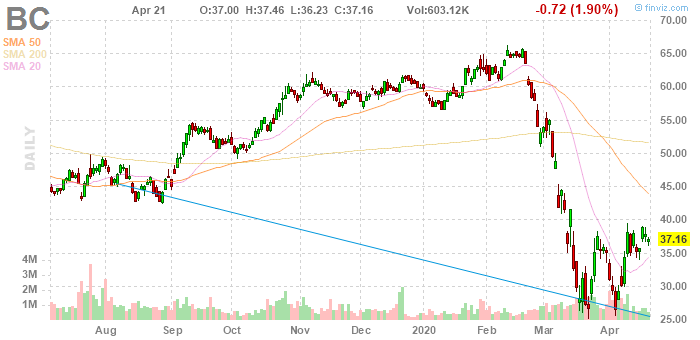 BC
Apr 21 O:37.00 H:37.46 L:36.23 C:37.16 Vol:603.12K -0.72 (1.90%)
© finviz.com
SMA 50
SMA 200
SMA 20
DAILY
70.00
65.00
60.00
55.00
50.00
45.00
40.00
37.16
35.00
30.00
25.00
4M
3M
2M
1M
Aug Sep Oct Nov Dec 2020 Feb Mar Apr